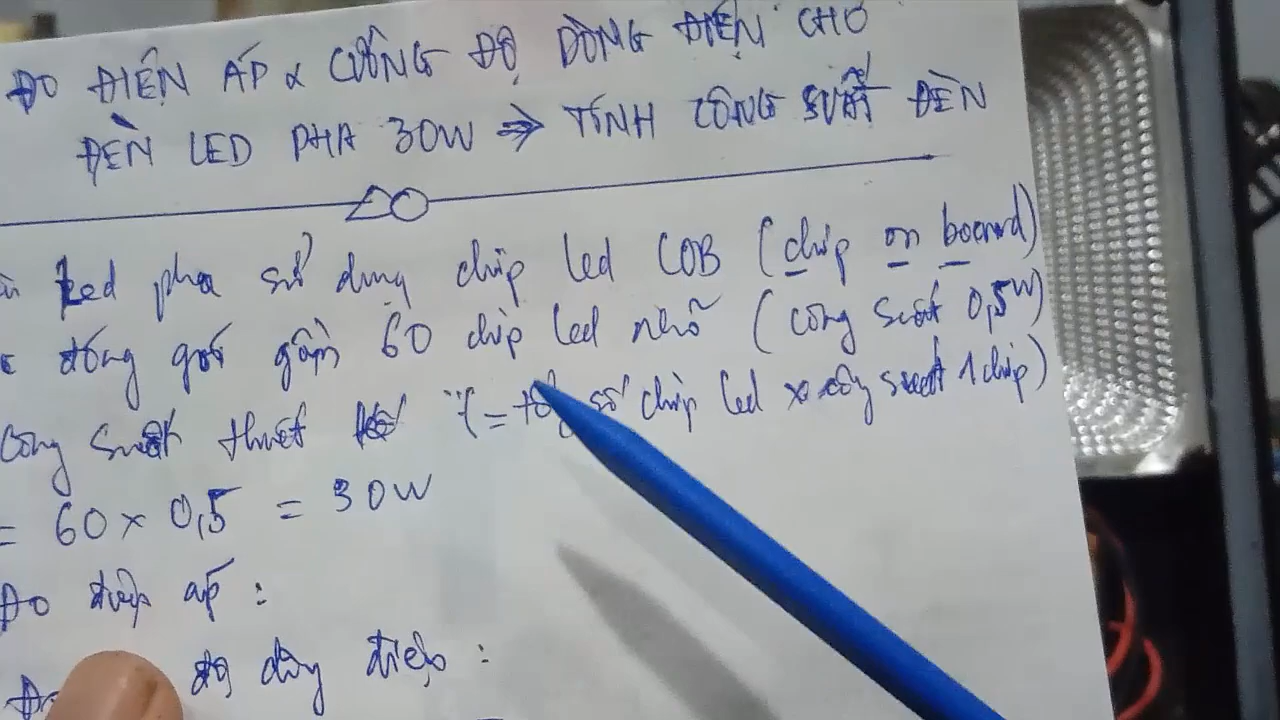 ĐO ĐIỆN ÁP & CƯỜNG ĐỘ DÒNG ĐIỆN CHO
ĐÈN LED PHA 30W ⇒ TÍNH CÔNG SUẤT ĐÈN
Led pha sử dụng chip led COB (chip on board)
đóng gói gồm 60 chip led nhỏ (công suất 0,5W)
Công suất thiết kế (= tổng số chip led x công suất 1 chip)
= 60 x 0,5 = 30W
Đo điện áp :
độ dòng điện :